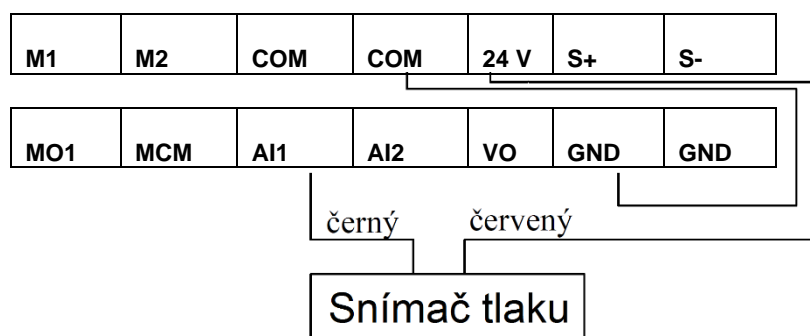 M1 M2 COM COM 24 V S+ S-
MO1 MCM AI1 AI2 VO GND GND
černý červený
Snímač tlaku